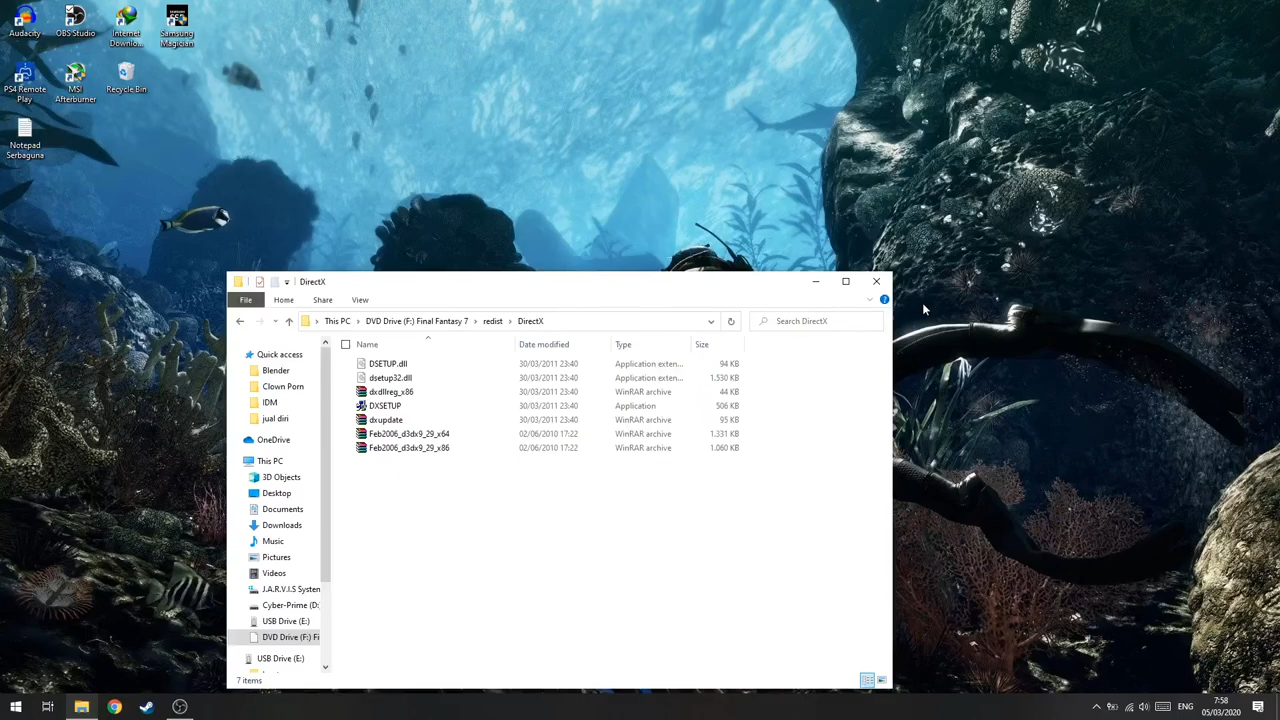 Audacity
OBS Studio
Internet
Downlo...
Samsung
Magician
PS4 Remote
Play
MSI
Afterburner
Recycle Bin
Notepad
Serbaguna
DirectX
File Home Share View
This PC > DVD Drive (F:) Final Fantasy 7 > redist > DirectX
Search DirectX
Name Date modified Type Size
DSETUP.dll 30/03/2011 23:40 Application exten... 94 KB
dsetup32.dll 30/03/2011 23:40 Application exten... 1.530 KB
dxdllreg_x86 30/03/2011 23:40 WinRAR archive 44 KB
DXSETUP 30/03/2011 23:40 Application 506 KB
dxupdate 30/03/2011 23:40 WinRAR archive 95 KB
Feb2006_d3dx9_29_x64 02/06/2010 17:22 WinRAR archive 1.331 KB
Feb2006_d3dx9_29_x86 02/06/2010 17:22 WinRAR archive 1.060 KB
Quick access
Blender
Clown Porn
IDM
jual diri
OneDrive
This PC
3D Objects
Desktop
Documents
Downloads
Music
Pictures
Videos
J.A.R.V.I.S System
Cyber-Prime (D:
USB Drive (E:)
DVD Drive (F:) Fi
USB Drive (E:)
7 items
ENG
7:58
05/03/2020